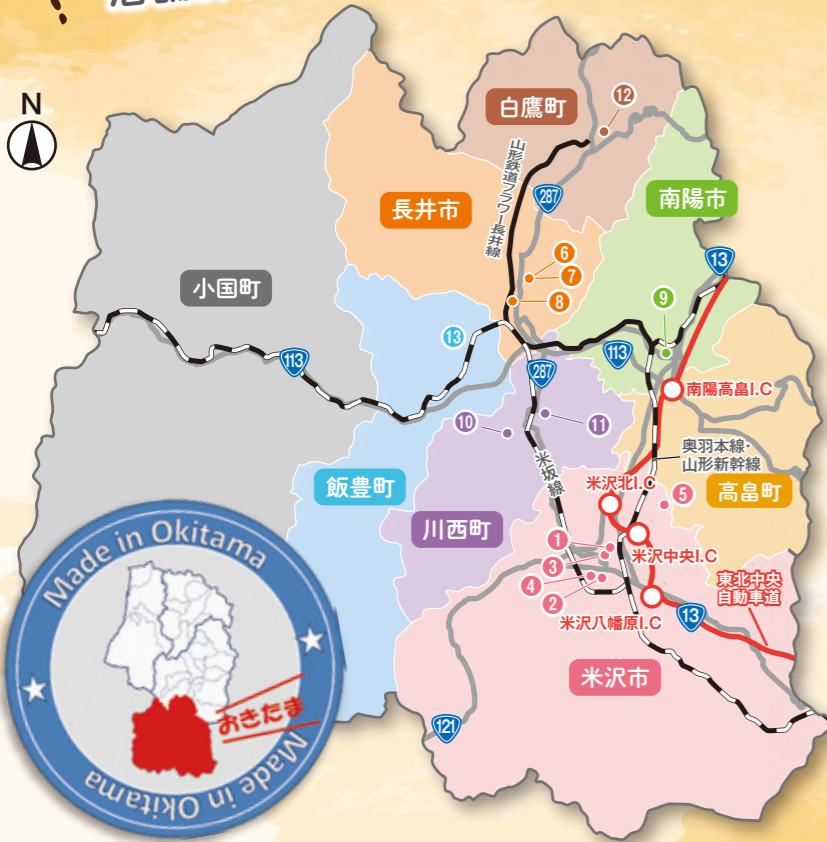 N
白鷹町
12
山形鉄道フラワー長井線
287
南陽市
長井市
13
6
7
8
9
小国町
13
113
113
287
南陽高畠I.C
10
11
奥羽本線・
山形新幹線
米坂線
飯豊町
米沢北I.C
5
高畠町
川西町
1
米沢中央I.C
3
4
2
東北中央
自動車道
米沢八幡原I.C
13
米沢市
121
Made in Okitama
おきたま
Made in Okitama